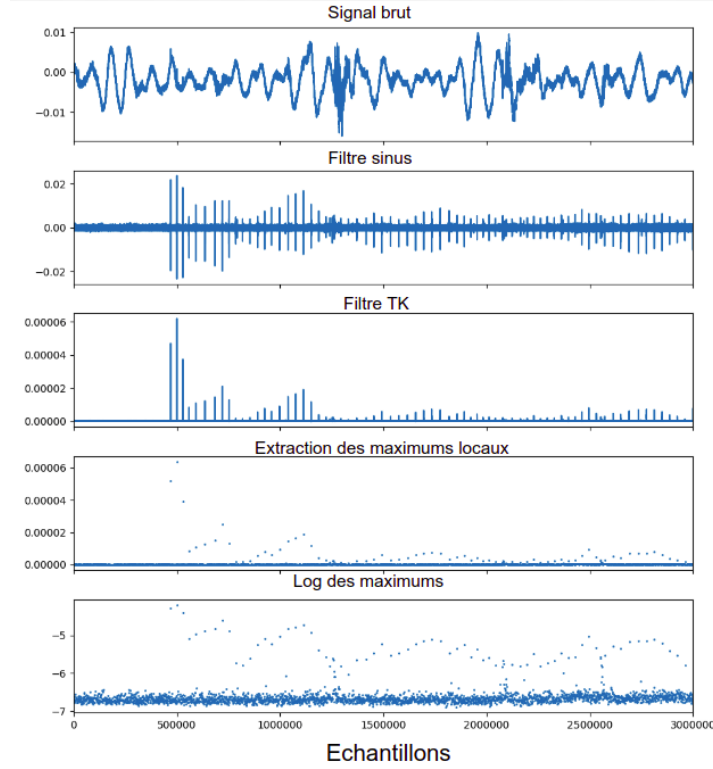 Signal brut
0.01
0.00
−0.01
Filtre sinus
0.02
0.00
−0.02
Filtre TK
0.00006
0.00004
0.00002
0.00000
Extraction des maximums locaux
0.00006
0.00004
0.00002
0.00000
Log des maximums
−5
−6
−7
0 500000 1000000 1500000 2000000 2500000 3000000
Echantillons